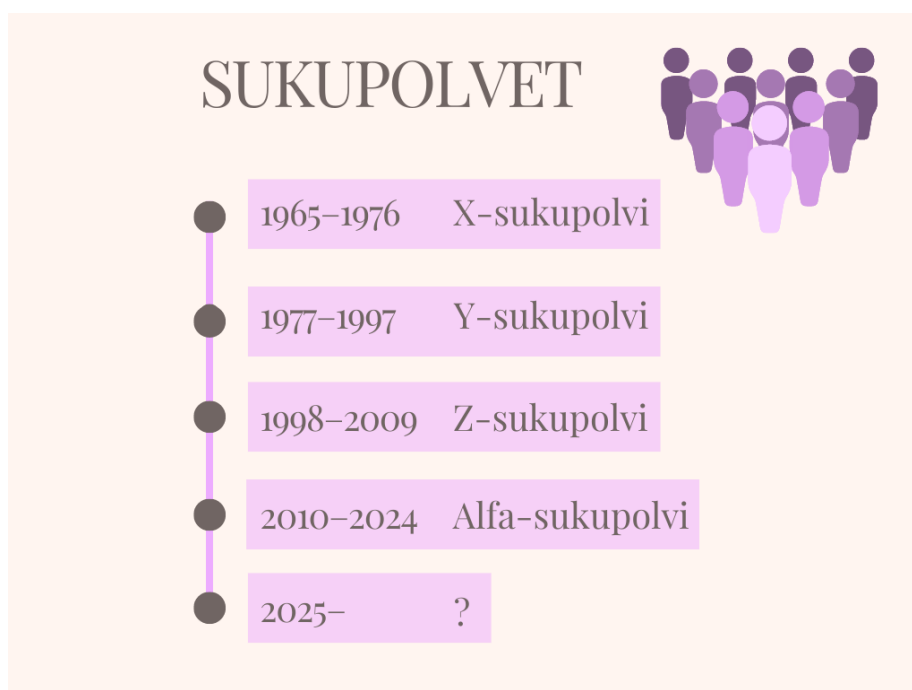 SUKUPOLVET
1965–1976 X-sukupolvi
1977–1997 Y-sukupolvi
1998–2009 Z-sukupolvi
2010–2024 Alfa-sukupolvi
2025– ?